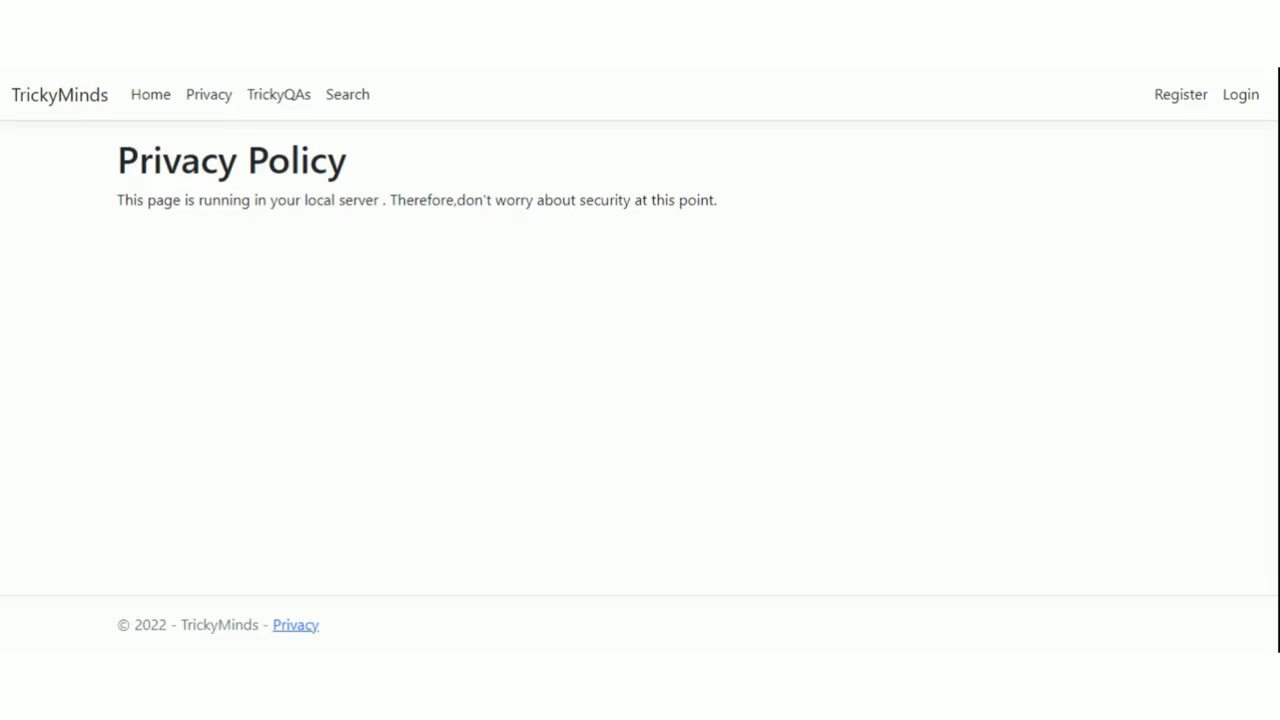 TrickyMinds Home Privacy TrickyQAs Search Register Login
Privacy Policy
This page is running in your local server . Therefore,don't worry about security at this point.
© 2022 - TrickyMinds - Privacy